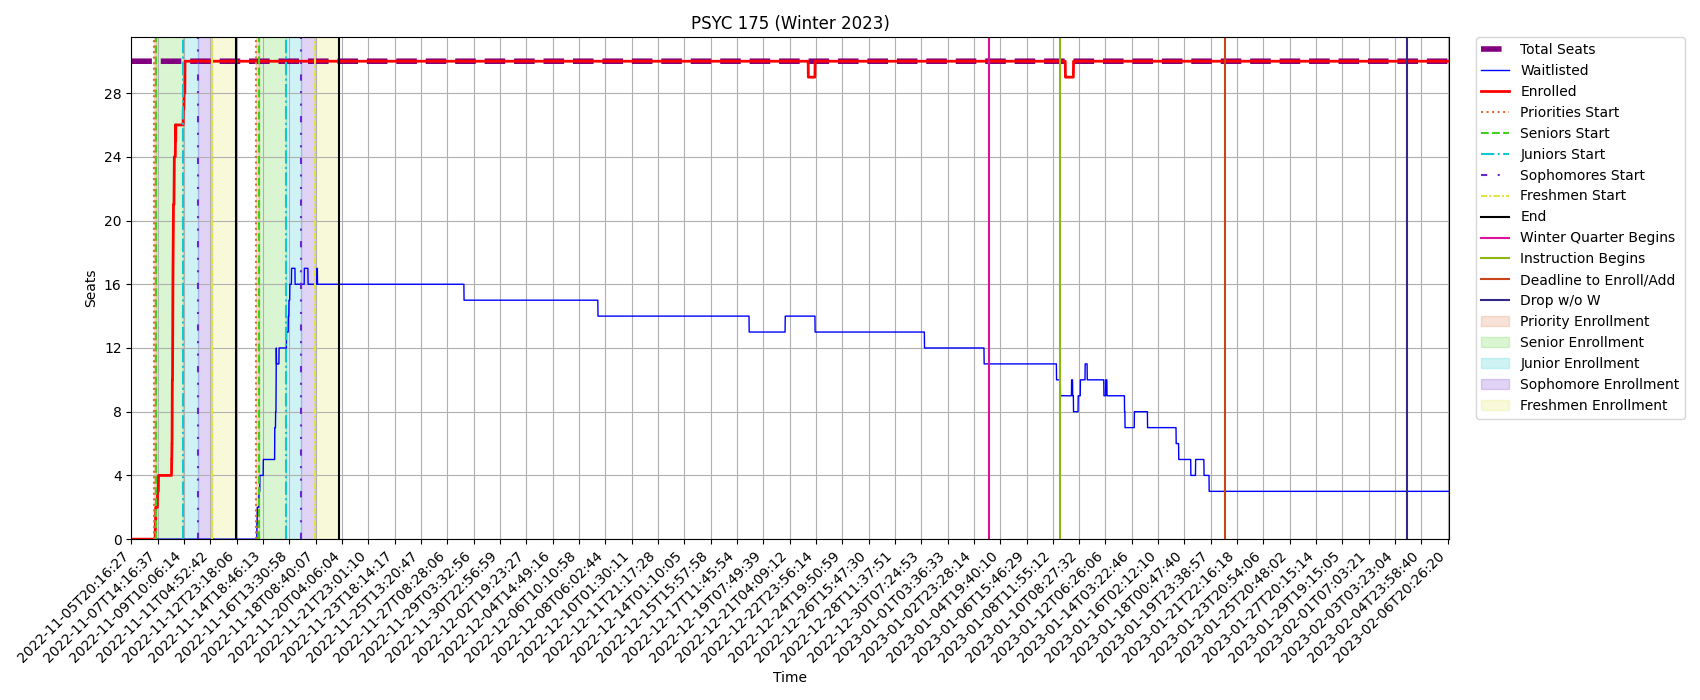 PSYC 175 (Winter 2023)
Seats
28
24
20
16
12
8
4
0
2022-11-05T20:16:27
2022-11-07T14:16:37
2022-11-09T10:06:14
2022-11-11T04:52:42
2022-11-12T23:18:06
2022-11-14T18:46:13
2022-11-16T13:30:58
2022-11-18T08:40:07
2022-11-20T04:06:04
2022-11-21T23:01:10
2022-11-23T18:14:17
2022-11-25T13:20:47
2022-11-27T08:28:06
2022-11-29T03:32:56
2022-11-30T22:56:59
2022-12-02T19:23:27
2022-12-04T14:49:16
2022-12-06T10:10:58
2022-12-08T06:02:44
2022-12-10T01:30:11
2022-12-11T21:17:28
2022-12-14T01:10:05
2022-12-15T15:57:58
2022-12-17T11:45:54
2022-12-19T07:49:39
2022-12-21T04:09:12
2022-12-22T23:56:14
2022-12-24T19:50:59
2022-12-26T15:47:30
2022-12-28T11:37:51
2022-12-30T07:24:53
2023-01-01T03:36:33
2023-01-02T23:28:14
2023-01-04T19:40:10
2023-01-06T15:46:29
2023-01-08T11:55:12
2023-01-10T08:27:32
2023-01-12T06:26:06
2023-01-14T03:22:46
2023-01-16T02:12:10
2023-01-18T00:47:40
2023-01-19T23:38:57
2023-01-21T22:16:18
2023-01-23T20:54:06
2023-01-25T20:48:02
2023-01-27T20:15:14
2023-01-29T19:15:05
2023-02-01T07:03:21
2023-02-03T03:23:04
2023-02-04T23:58:40
2023-02-06T20:26:20
Time
Total Seats
Waitlisted
Enrolled
Priorities Start
Seniors Start
Juniors Start
Sophomores Start
Freshmen Start
End
Winter Quarter Begins
Instruction Begins
Deadline to Enroll/Add
Drop w/o W
Priority Enrollment
Senior Enrollment
Junior Enrollment
Sophomore Enrollment
Freshmen Enrollment